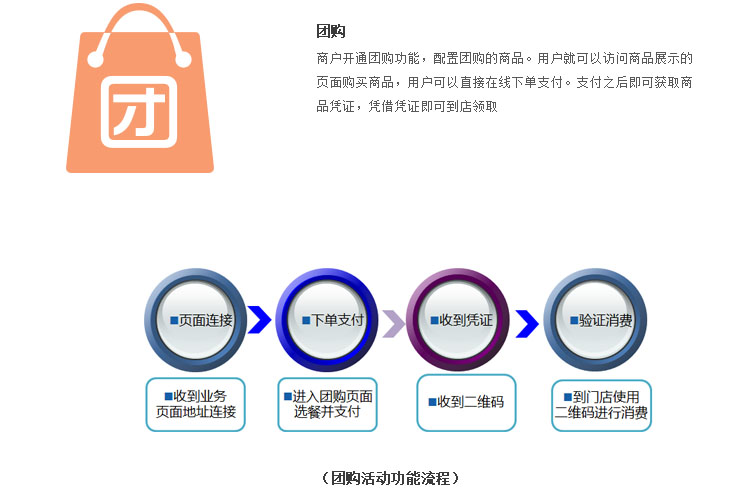 团购
商户开通团购功能，配置团购的商品。用户就可以访问商品展示的
页面购买商品，用户可以直接在线下单支付。支付之后即可获取商
品凭证，凭借凭证即可到店领取
团
■页面连接
■下单支付
■收到凭证
■验证消费
■收到业务
页面地址连接
■进入团购页面
选餐并支付
■收到二维码
■到门店使用
二维码进行消费
（团购活动功能流程）